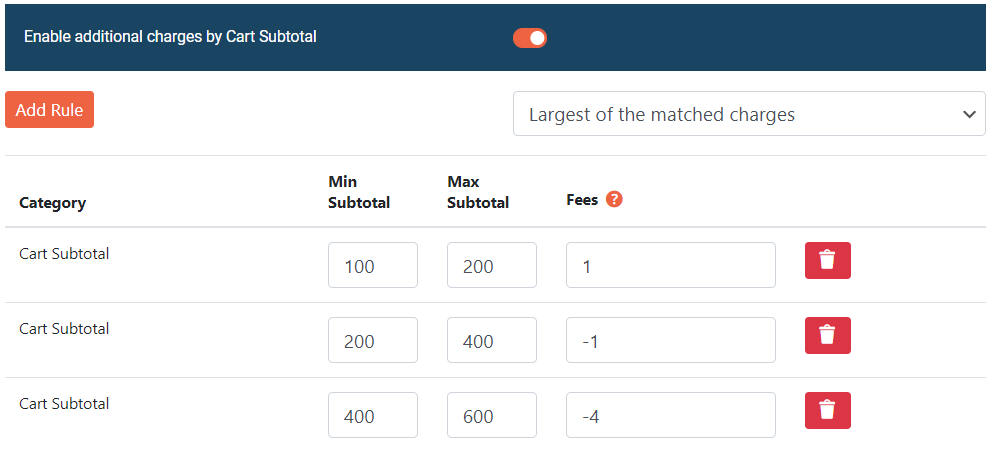 Enable additional charges by Cart Subtotal
Add Rule
Largest of the matched charges
Category Min Subtotal Max Subtotal Fees ?
Cart Subtotal 100 200 1
Cart Subtotal 200 400 -1
Cart Subtotal 400 600 -4